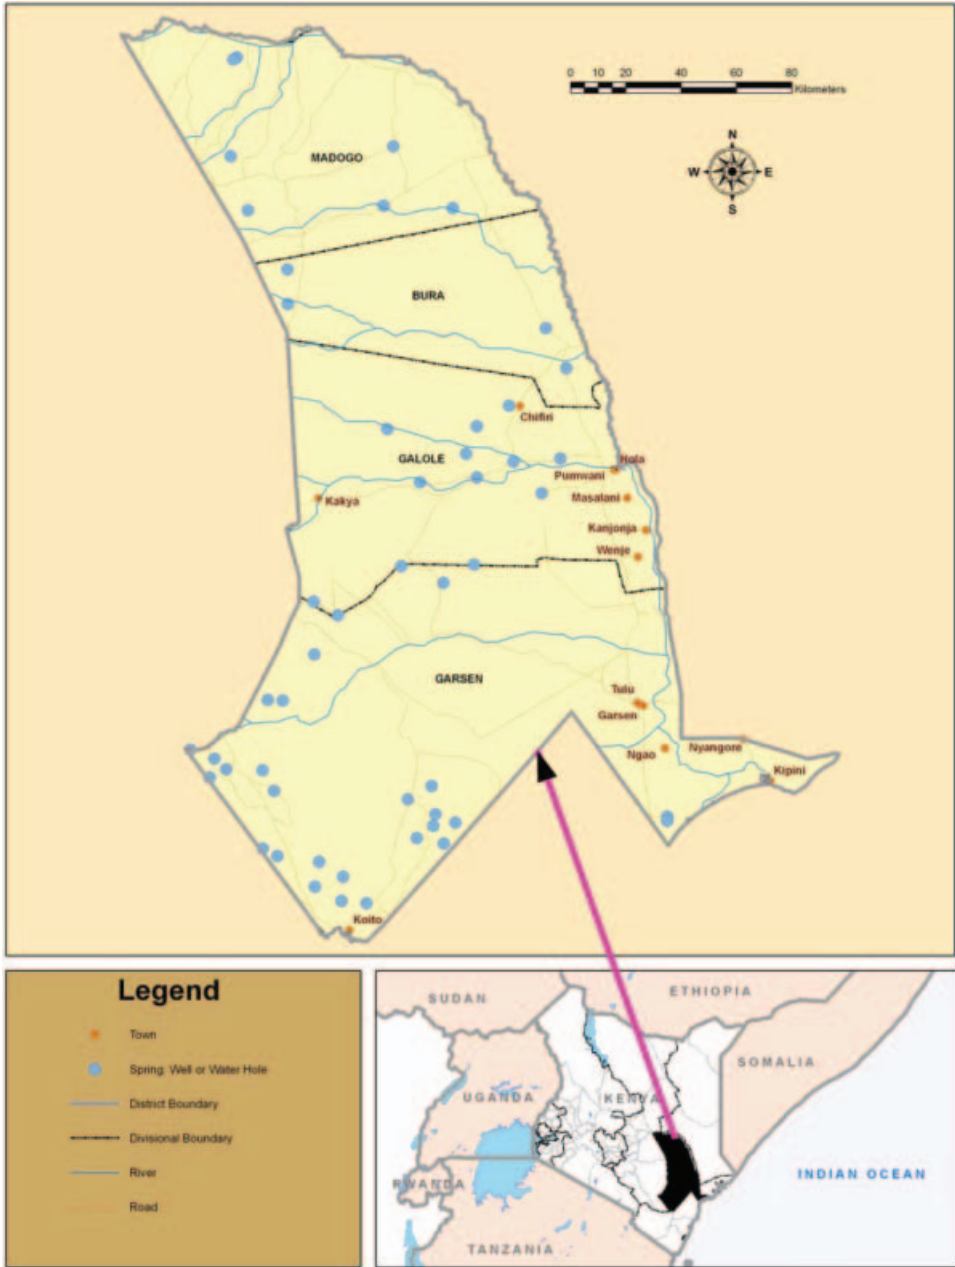 0 10 20 40 60 80
Kilometers
N
W E
S
MADOGO
BURA
Chifiri
GALOLE
Hola
Pumwani
Kakya
Masalani
Kanjonja
Wenje
GARSEN
Tulu
Garsen
Ngao
Nyangore
Kipini
Koito
Legend
Town
Spring: Well or Water Hole
District Boundary
Divisional Boundary
River
Road
SUDAN
ETHIOPIA
SOMALIA
UGANDA
KENYA
RWANDA
INDIAN OCEAN
TANZANIA